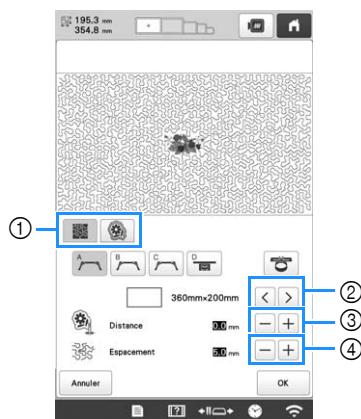 195.3 mm
354.8 mm
①
A B C D
360mm×200mm ②
Distance 0.0 mm ③
Espacement 5.0 mm ④
Annuler OK